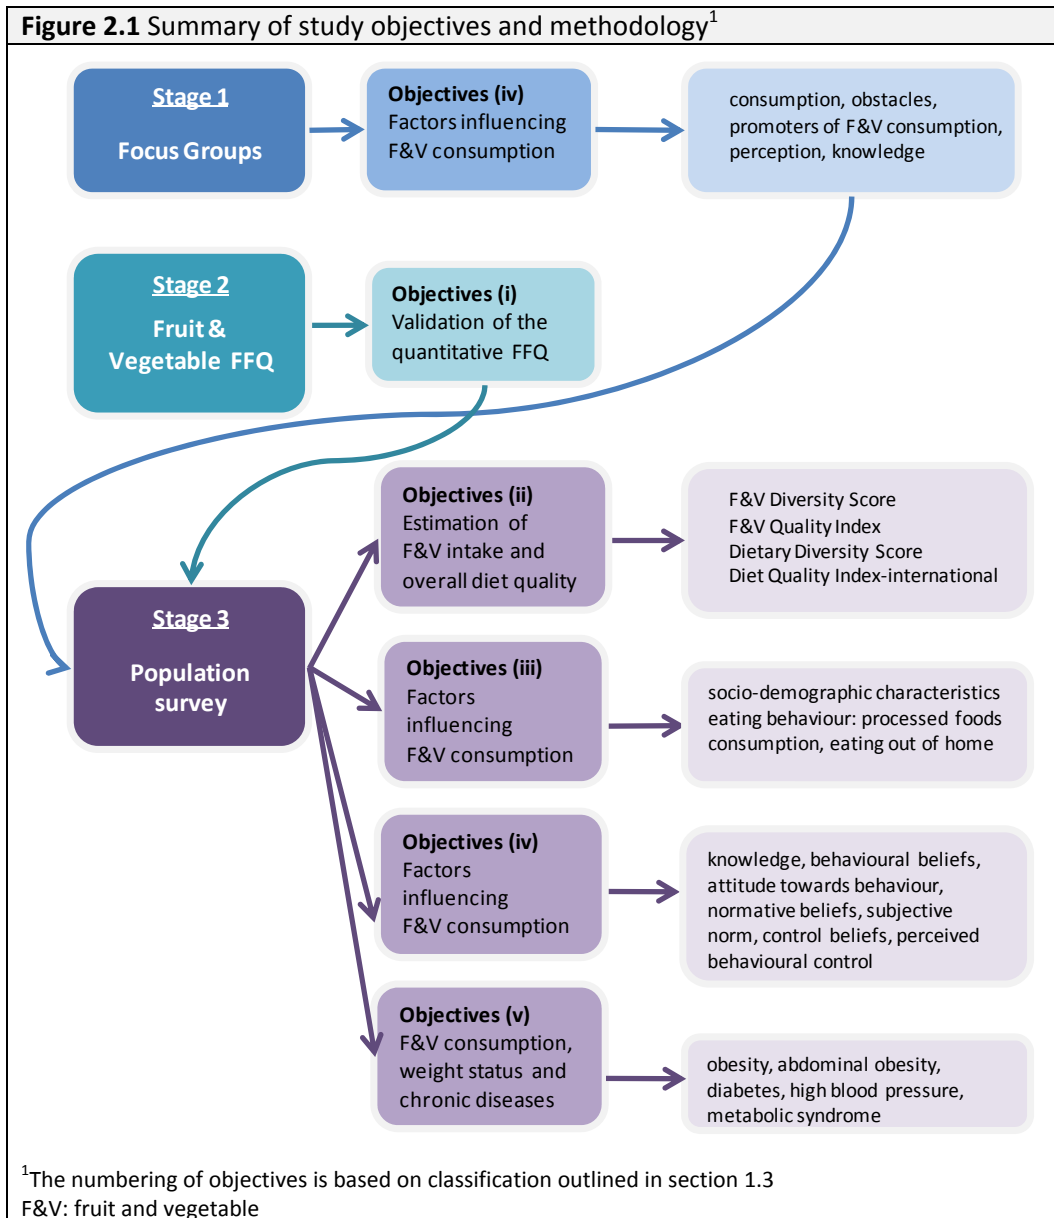 Figure 2.1 Summary of study objectives and methodology1
Stage 1
Focus Groups
Objectives (iv)
Factors influencing
F&V consumption
consumption, obstacles,
promoters of F&V consumption,
perception, knowledge
Stage 2
Fruit &
Vegetable FFQ
Objectives (i)
Validation of the
quantitative FFQ
Stage 3
Population
survey
Objectives (ii)
Estimation of
F&V intake and
overall diet quality
F&V Diversity Score
F&V Quality Index
Dietary Diversity Score
Diet Quality Index-international
Objectives (iii)
Factors
influencing
F&V consumption
socio-demographic characteristics
eating behaviour: processed foods
consumption, eating out of home
Objectives (iv)
Factors
influencing
F&V consumption
knowledge, behavioural beliefs,
attitude towards behaviour,
normative beliefs, subjective
norm, control beliefs, perceived
behavioural control
Objectives (v)
F&V consumption,
weight status and
chronic diseases
obesity, abdominal obesity,
diabetes, high blood pressure,
metabolic syndrome
1The numbering of objectives is based on classification outlined in section 1.3
F&V: fruit and vegetable